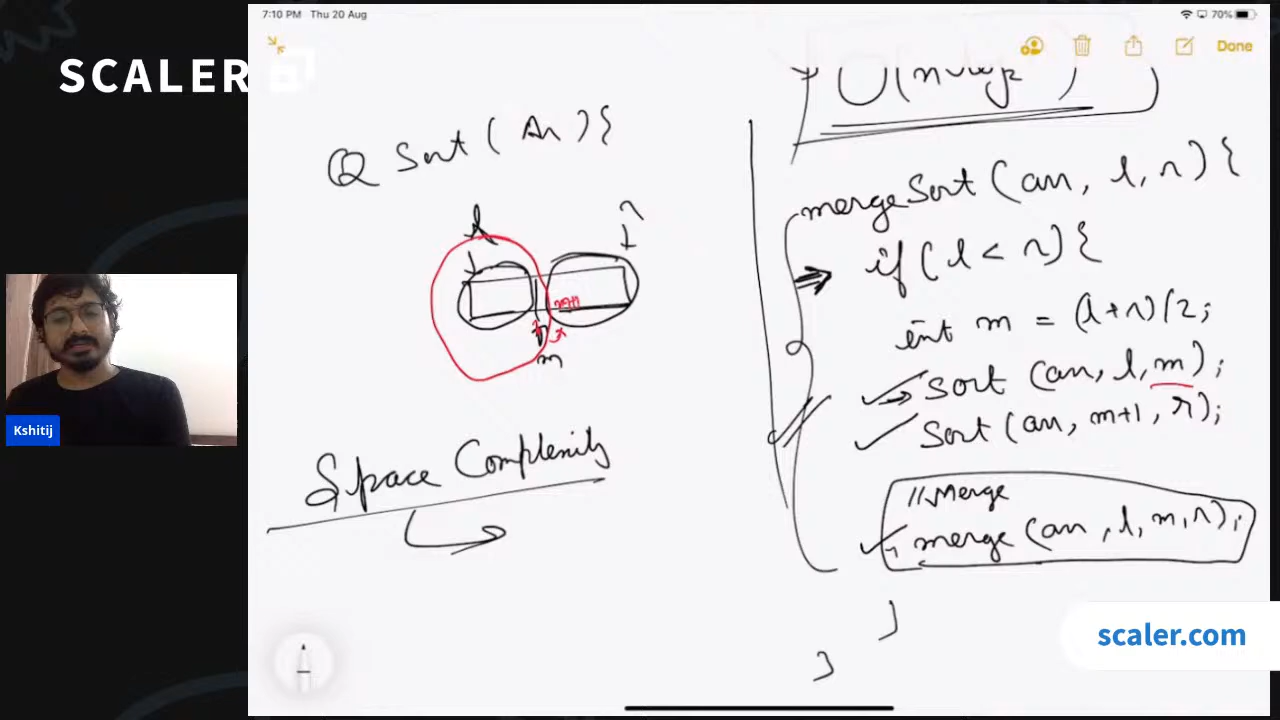 7:10 PM Thu 20 Aug
70%
Done
SCALER
Q Sort ( Arr ) {
l
r
m+1
m
Space Complexity
mergeSort (arr, l, r) {
if (l < r) {
int m = (l+r)/2;
sort (arr, l, m);
sort (arr, m+1, r);
//Merge
merge (arr, l, m, r);
}
}
Kshitij
scaler.com